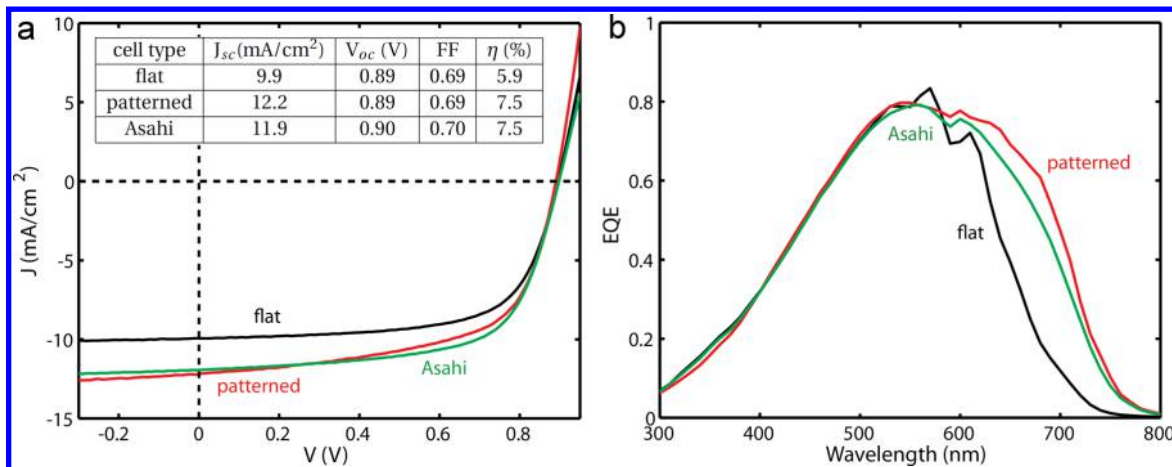 a
cell type J_sc(mA/cm²) V_oc (V) FF η (%)
flat 9.9 0.89 0.69 5.9
patterned 12.2 0.89 0.69 7.5
Asahi 11.9 0.90 0.70 7.5
10
5
0
-5
-10
-15
J (mA/cm²)
flat
patterned
Asahi
-0.2 0 0.2 0.4 0.6 0.8
V (V)
b
1
0.8
0.6
0.4
0.2
0
EQE
Asahi
patterned
flat
300 400 500 600 700 800
Wavelength (nm)